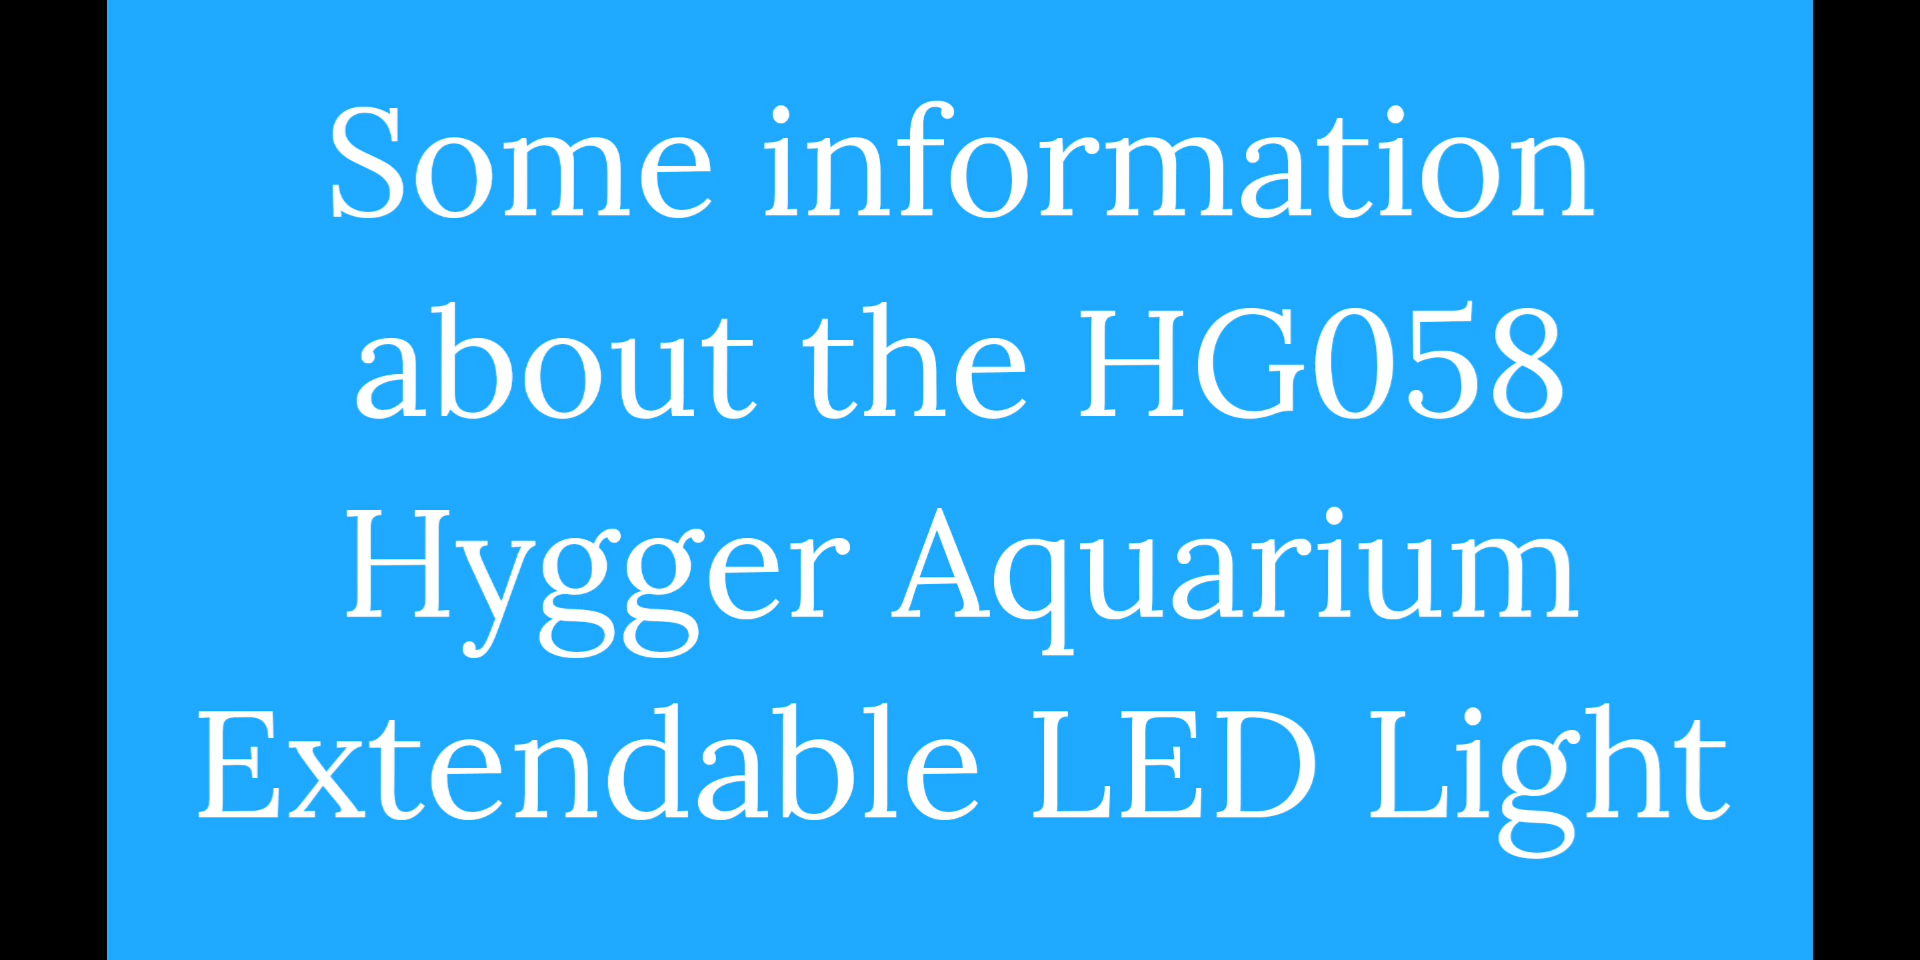 Some information
about the HG058
Hygger Aquarium
Extendable LED Light